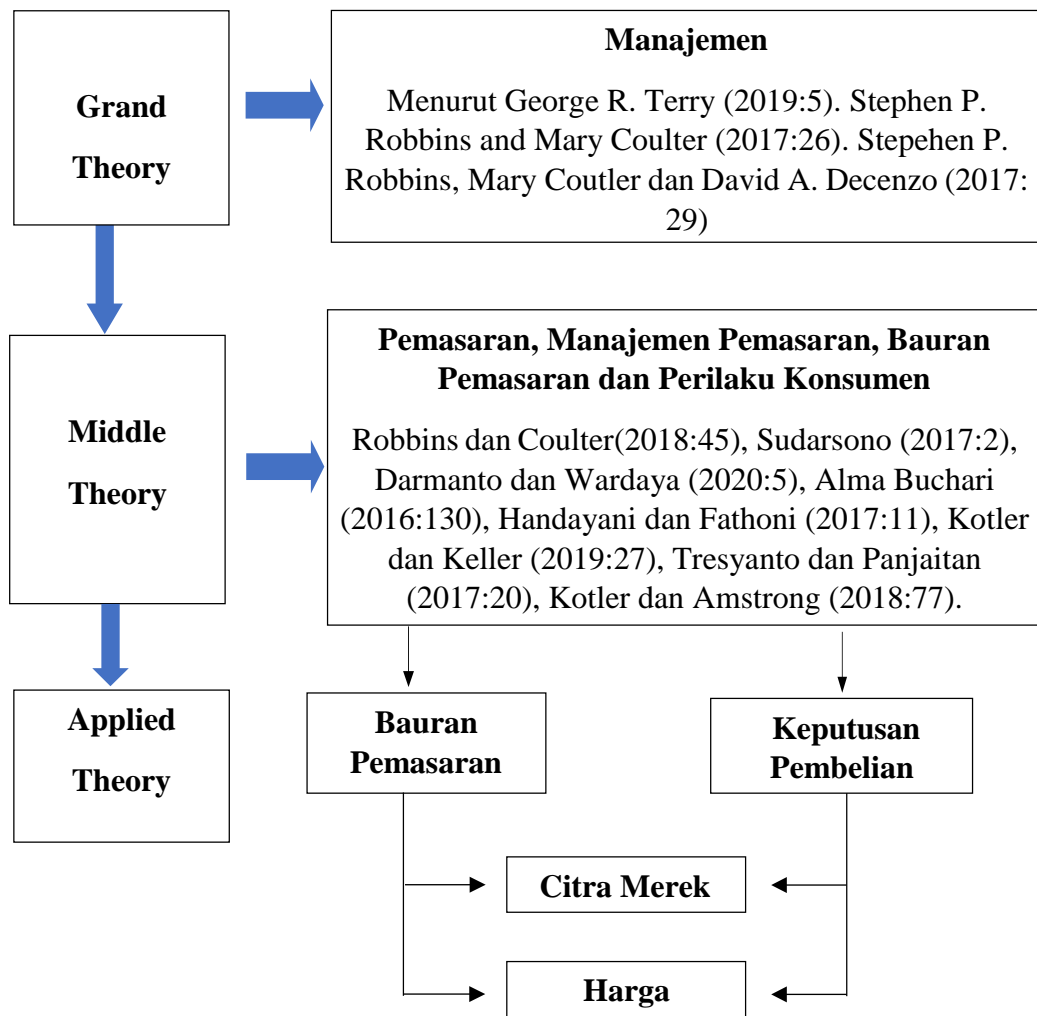 Grand
Theory
Manajemen
Menurut George R. Terry (2019:5). Stephen P.
Robbins and Mary Coulter (2017:26). Stepehen P.
Robbins, Mary Coutler dan David A. Decenzo (2017:
29)
Middle
Theory
Pemasaran, Manajemen Pemasaran, Bauran
Pemasaran dan Perilaku Konsumen
Robbins dan Coulter(2018:45), Sudarsono (2017:2),
Darmanto dan Wardaya (2020:5), Alma Buchari
(2016:130), Handayani dan Fathoni (2017:11), Kotler
dan Keller (2019:27), Tresyanto dan Panjaitan
(2017:20), Kotler dan Amstrong (2018:77).
Applied
Theory
Bauran
Pemasaran
Keputusan
Pembelian
Citra Merek
Harga